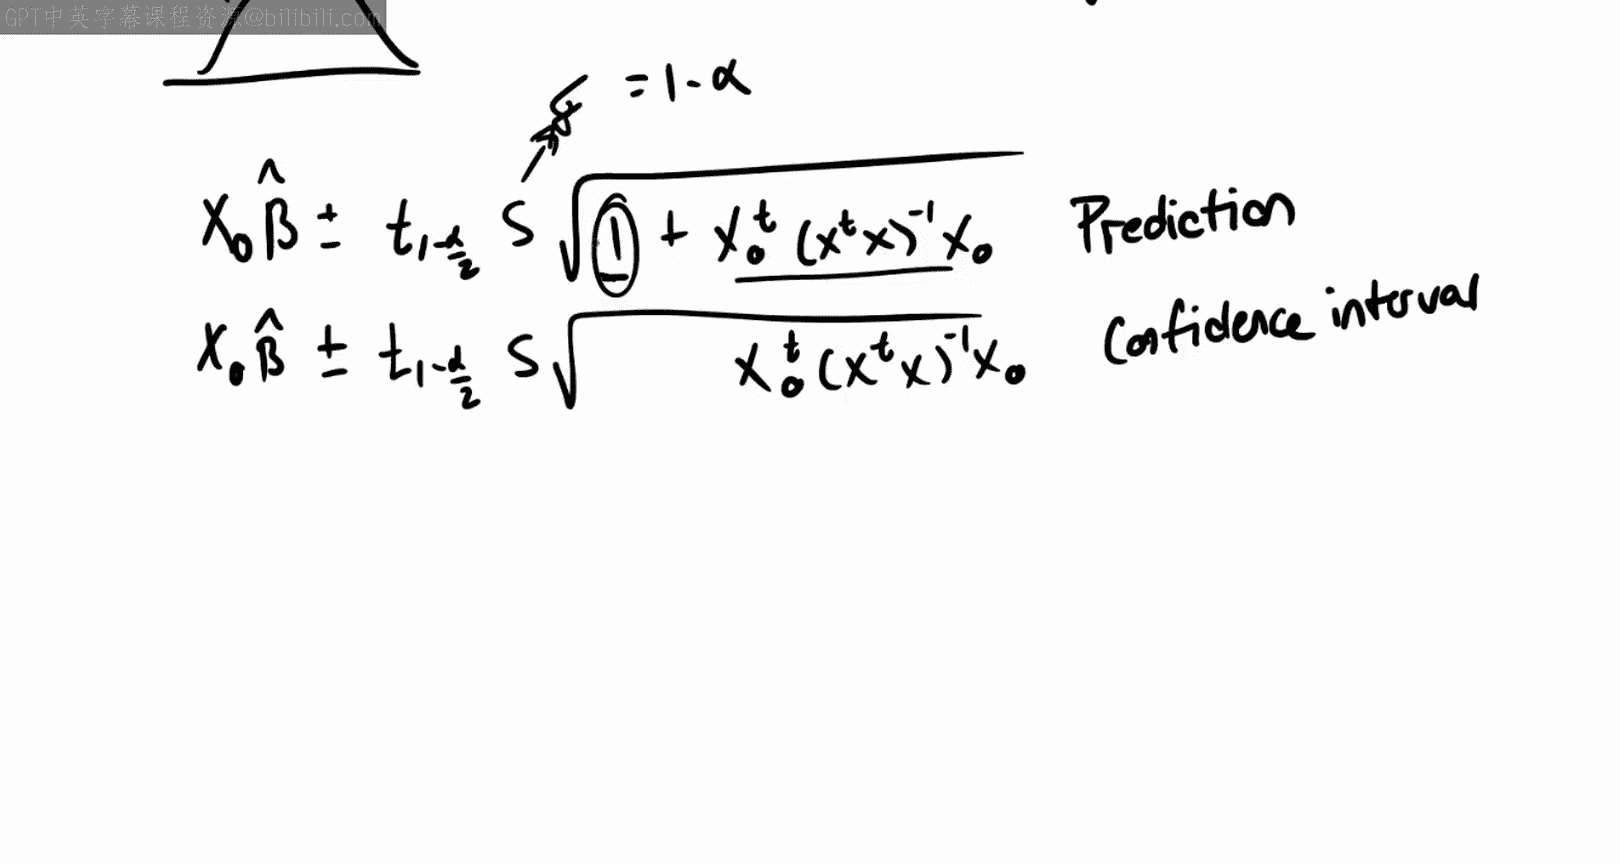 GPT中英字幕课程资源@bilibili.com
= 1 - α
X₀β̂ ± t₁₋α/₂ S √(1 + X₀ᵗ(xᵗx)⁻¹X₀) Prediction
X₀β̂ ± t₁₋α/₂ S √(X₀ᵗ(xᵗx)⁻¹X₀) Confidence interval